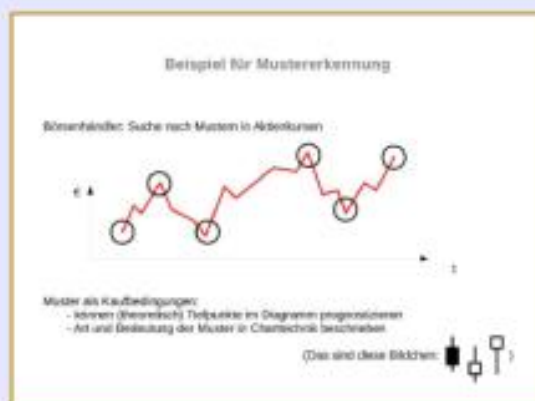 Beispiel für Mustererkennung
Börsenhändler: Suche nach Mustern in Aktienkursen
€
t
Muster als Kaufbedingungen:
- können (theoretisch) Tiefpunkte im Diagramm prognostizieren
- Art und Bedeutung der Muster in Charttechnik beschrieben
(Das sind diese Bildchen: )